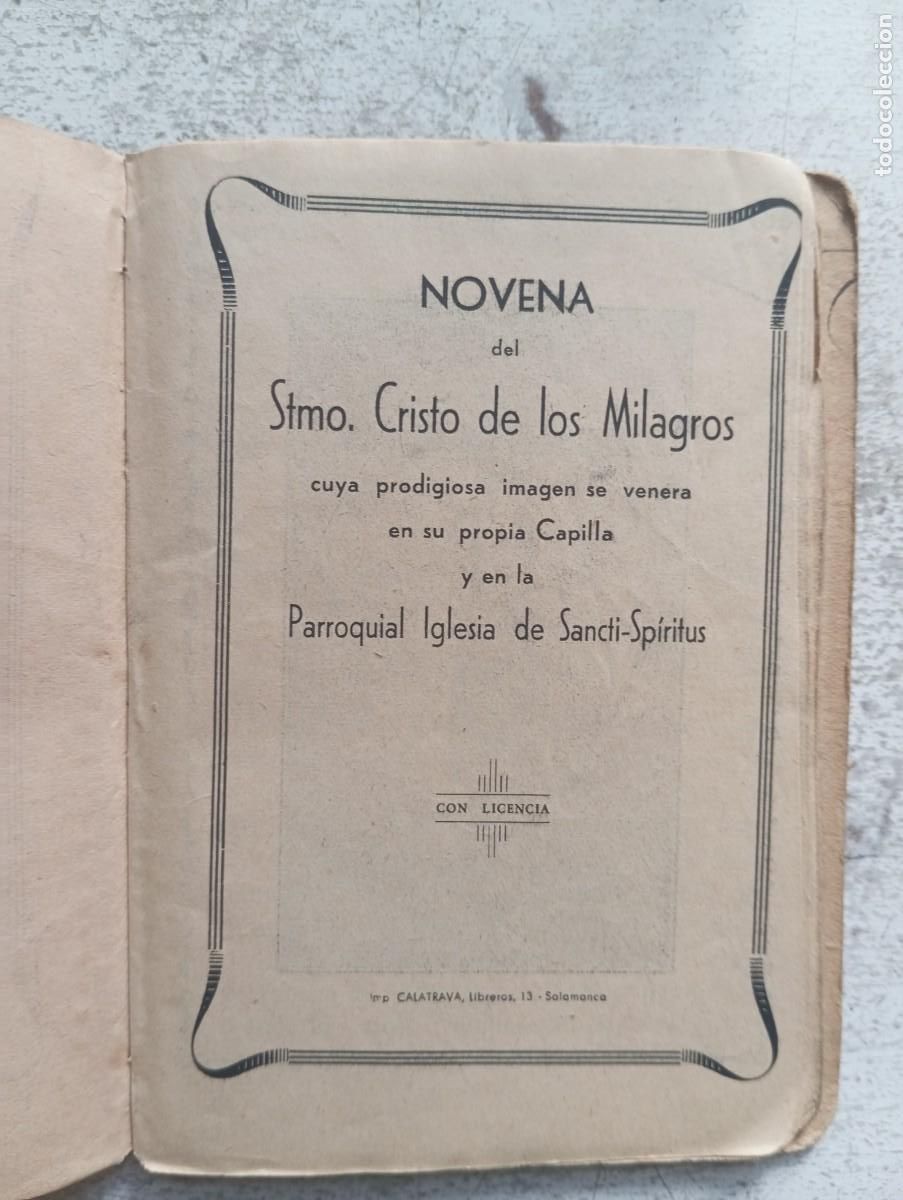 NOVENA
del
Stmo. Cristo de los Milagros
cuya prodigiosa imagen se venera
en su propia Capilla
y en la
Parroquial Iglesia de Sancti-Spíritus
CON LICENCIA
Imp. CALATRAVA, Libreros, 13 - Salamanca
todocoleccion